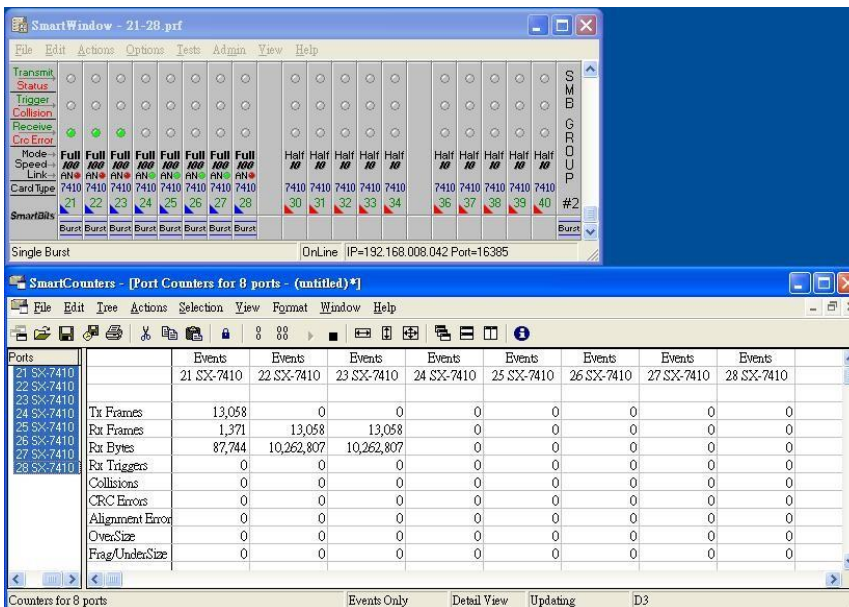 SmartWindow - 21-28.prf
File Edit Actions Options Tests Admin View Help
Transmit
Status
Trigger
Collision
Receive
Crc Error
Mode→ Full Full Full Full Full Full Full Full Half Half Half Half Half Half Half Half Half Half
Speed→ 100 100 100 100 100 100 100 100 10 10 10 10 10 10 10 10 10 10
Link→ AN AN AN AN AN AN AN AN
Card Type 7410 7410 7410 7410 7410 7410 7410 7410 7410 7410 7410 7410 7410 7410 7410 7410 7410 7410
21 22 23 24 25 26 27 28 30 31 32 33 34 36 37 38 39 40 #2
SmartBits
Burst Burst Burst Burst Burst Burst Burst Burst Burst
SMB GROUP
Single Burst OnLine IP=192.168.008.042 Port=16385
SmartCounters - [Port Counters for 8 ports - (untitled)*]
File Edit Tree Actions Selection View Format Window Help
Ports
21 SX-7410
22 SX-7410
23 SX-7410
24 SX-7410
25 SX-7410
26 SX-7410
27 SX-7410
28 SX-7410
Events Events Events Events Events Events Events Events
21 SX-7410 22 SX-7410 23 SX-7410 24 SX-7410 25 SX-7410 26 SX-7410 27 SX-7410 28 SX-7410
Tx Frames 13,058 0 0 0 0 0 0 0
Rx Frames 1,371 13,058 13,058 0 0 0 0 0
Rx Bytes 87,744 10,262,807 10,262,807 0 0 0 0 0
Rx Triggers 0 0 0 0 0 0 0 0
Collisions 0 0 0 0 0 0 0 0
CRC Errors 0 0 0 0 0 0 0 0
Alignment Error 0 0 0 0 0 0 0 0
OverSize 0 0 0 0 0 0 0 0
Frag/UnderSize 0 0 0 0 0 0 0 0
Counters for 8 ports Events Only Detail View Updating D3